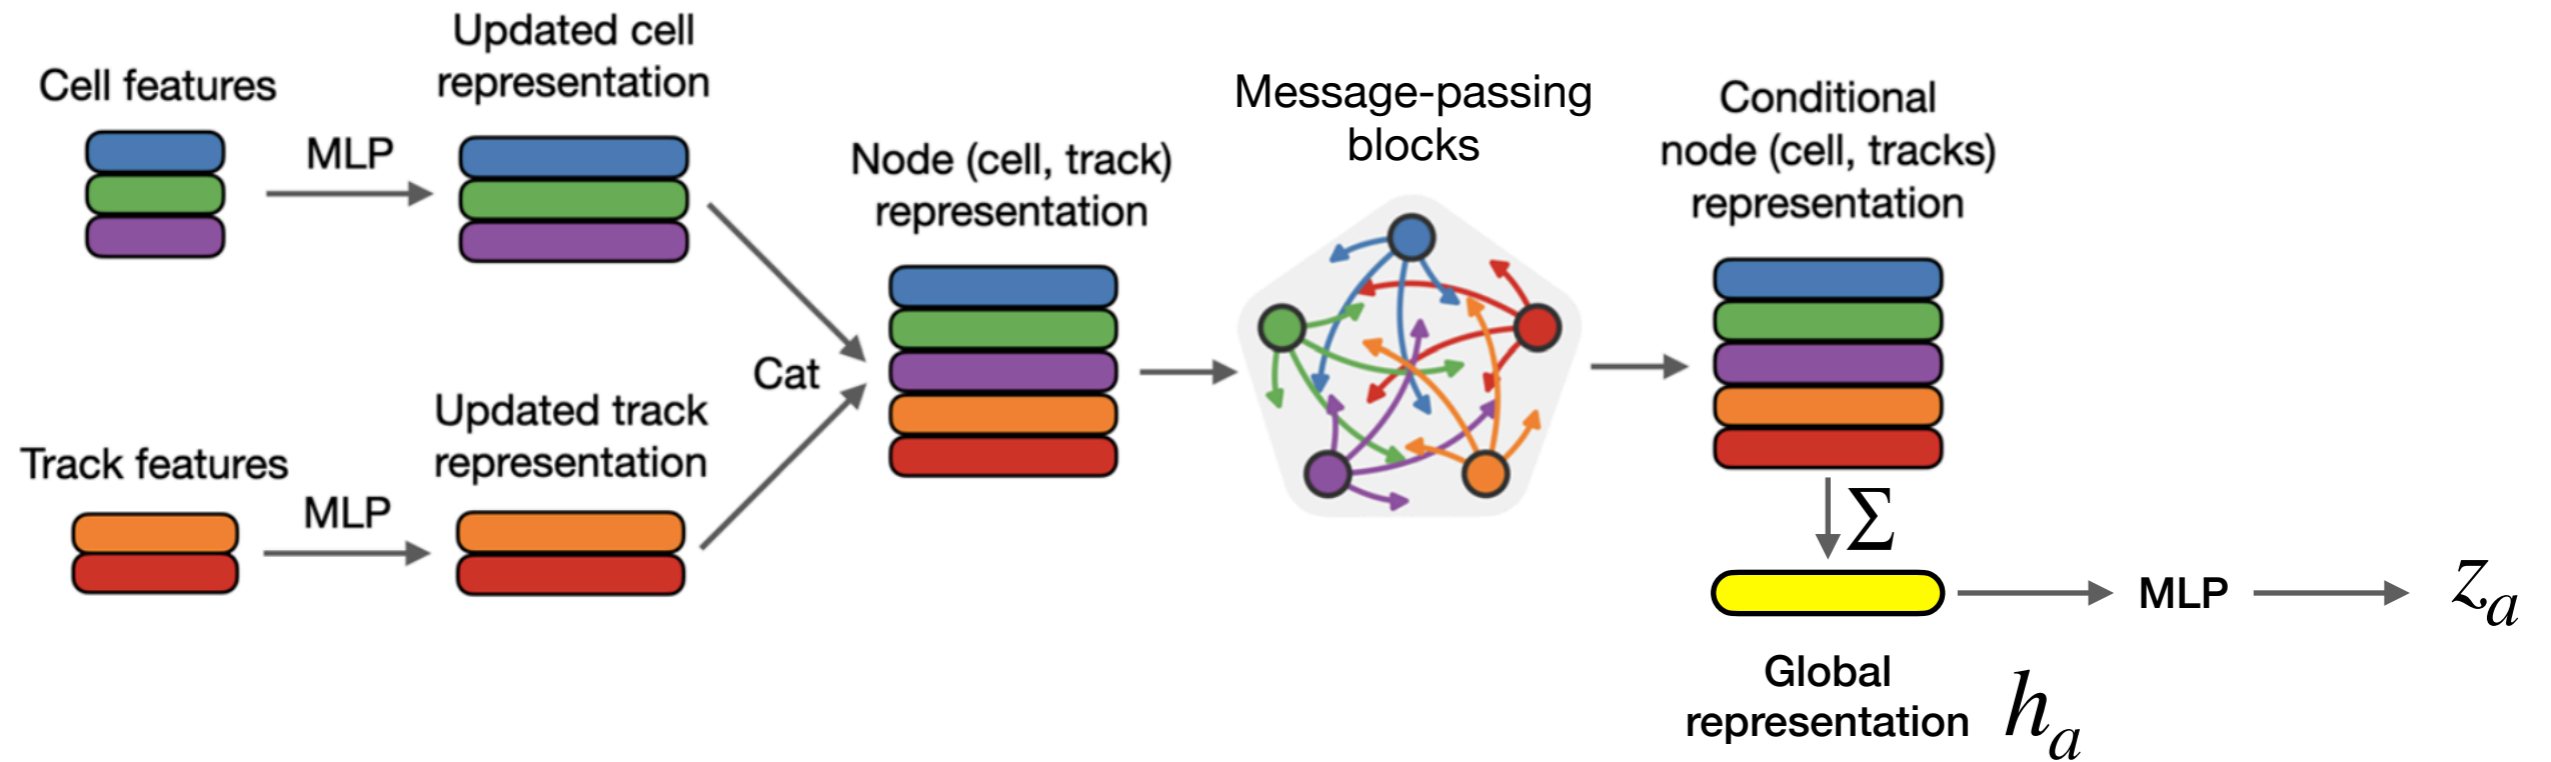 Cell features
MLP
Updated cell
representation
Track features
MLP
Updated track
representation
Cat
Node (cell, track)
representation
Message-passing
blocks
Conditional
node (cell, tracks)
representation
Σ
MLP
z_a
Global
representation
h_a